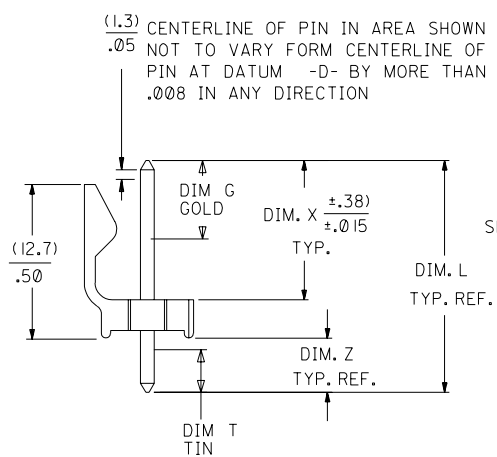 (1.3)
.05
CENTERLINE OF PIN IN AREA SHOWN
NOT TO VARY FORM CENTERLINE OF
PIN AT DATUM -D- BY MORE THAN
.008 IN ANY DIRECTION
DIM G
GOLD
DIM. X ±.38)
±.015
TYP.
(12.7)
.50
DIM. L
TYP. REF.
DIM. Z
TYP. REF.
DIM T
TIN